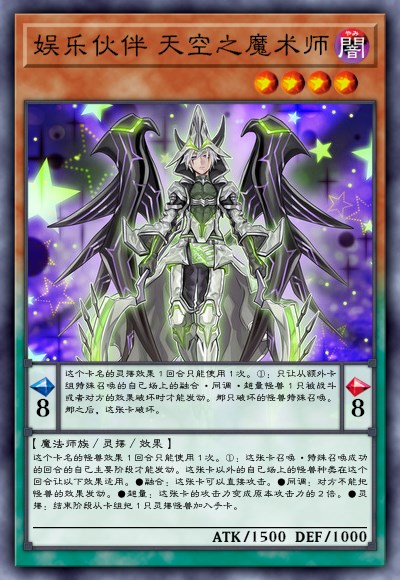 娱乐伙伴 天空之魔术师
やみ
闇
这个卡名的灵摆效果1回合只能使用1次。①：只让从额外卡
组特殊召唤的自己场上的融合·同调·超量怪兽1只被战斗
或者对方的效果破坏时才能发动。那只破坏的怪兽特殊召唤。
那之后，这张卡破坏。
8
8
【魔法师族／灵摆／效果】
这个卡名的怪兽效果1回合只能使用1次。①：这张卡召唤·特殊召唤成功
的回合的自己主要阶段才能发动。这张卡以外的自己场上的怪兽种类在这个
回合让以下效果适用。●融合：这张卡可以直接攻击。●同调：对方不能把
怪兽的效果发动。●超量：这张卡的攻击力变成原本攻击力的2倍。●灵
摆：结束阶段从卡组把1只灵摆怪兽加入手卡。
ATK/1500 DEF/1000